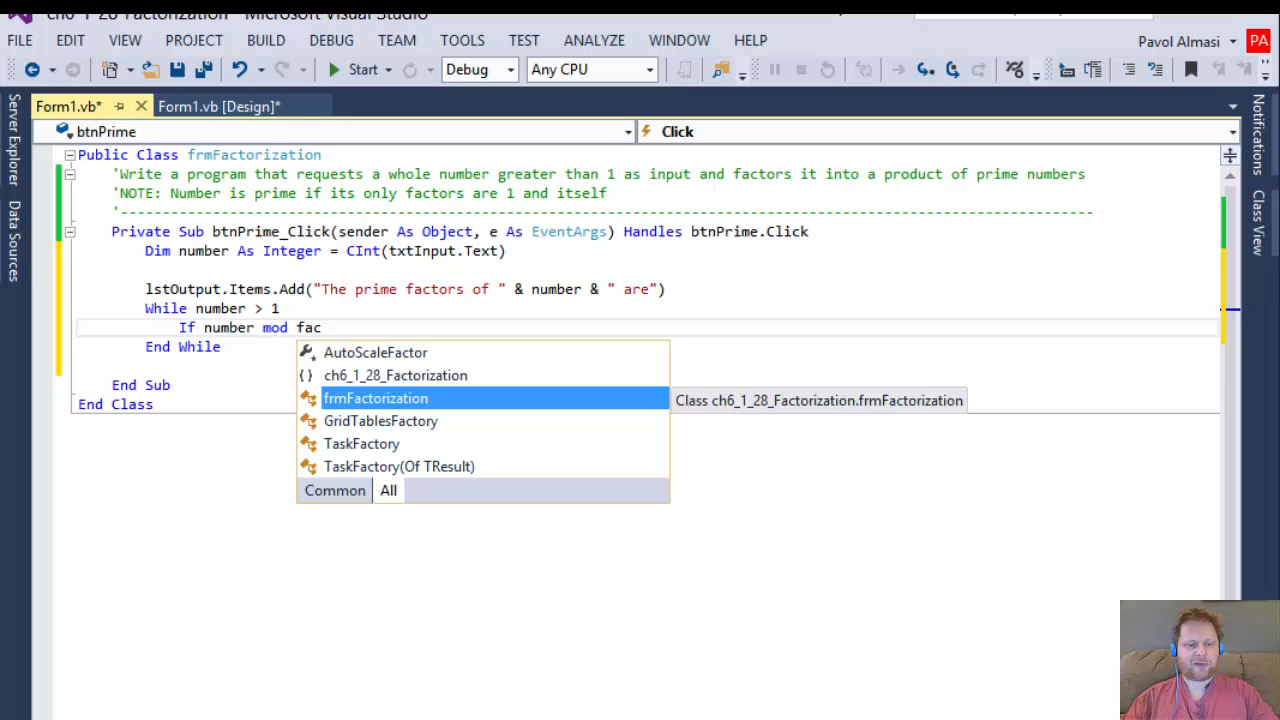 ch6-1-28-Factorization - Microsoft Visual Studio
FILE EDIT VIEW PROJECT BUILD DEBUG TEAM TOOLS TEST ANALYZE WINDOW HELP
Pavol Almasi PA
Start Debug Any CPU
Form1.vb* Form1.vb [Design]*
btnPrime Click
Public Class frmFactorization
'Write a program that requests a whole number greater than 1 as input and factors it into a product of prime numbers
'NOTE: Number is prime if its only factors are 1 and itself
'--------------------------------------------------------------------------------------------------------------------
Private Sub btnPrime_Click(sender As Object, e As EventArgs) Handles btnPrime.Click
Dim number As Integer = CInt(txtInput.Text)
lstOutput.Items.Add("The prime factors of " & number & " are")
While number > 1
If number mod fac
End While
End Sub
End Class
AutoScaleFactor
{ } ch6_1_28_Factorization
frmFactorization
GridTablesFactory
TaskFactory
TaskFactory(Of TResult)
Common All
Class ch6_1_28_Factorization.frmFactorization
Server Explorer
Data Sources
Notifications
Class View